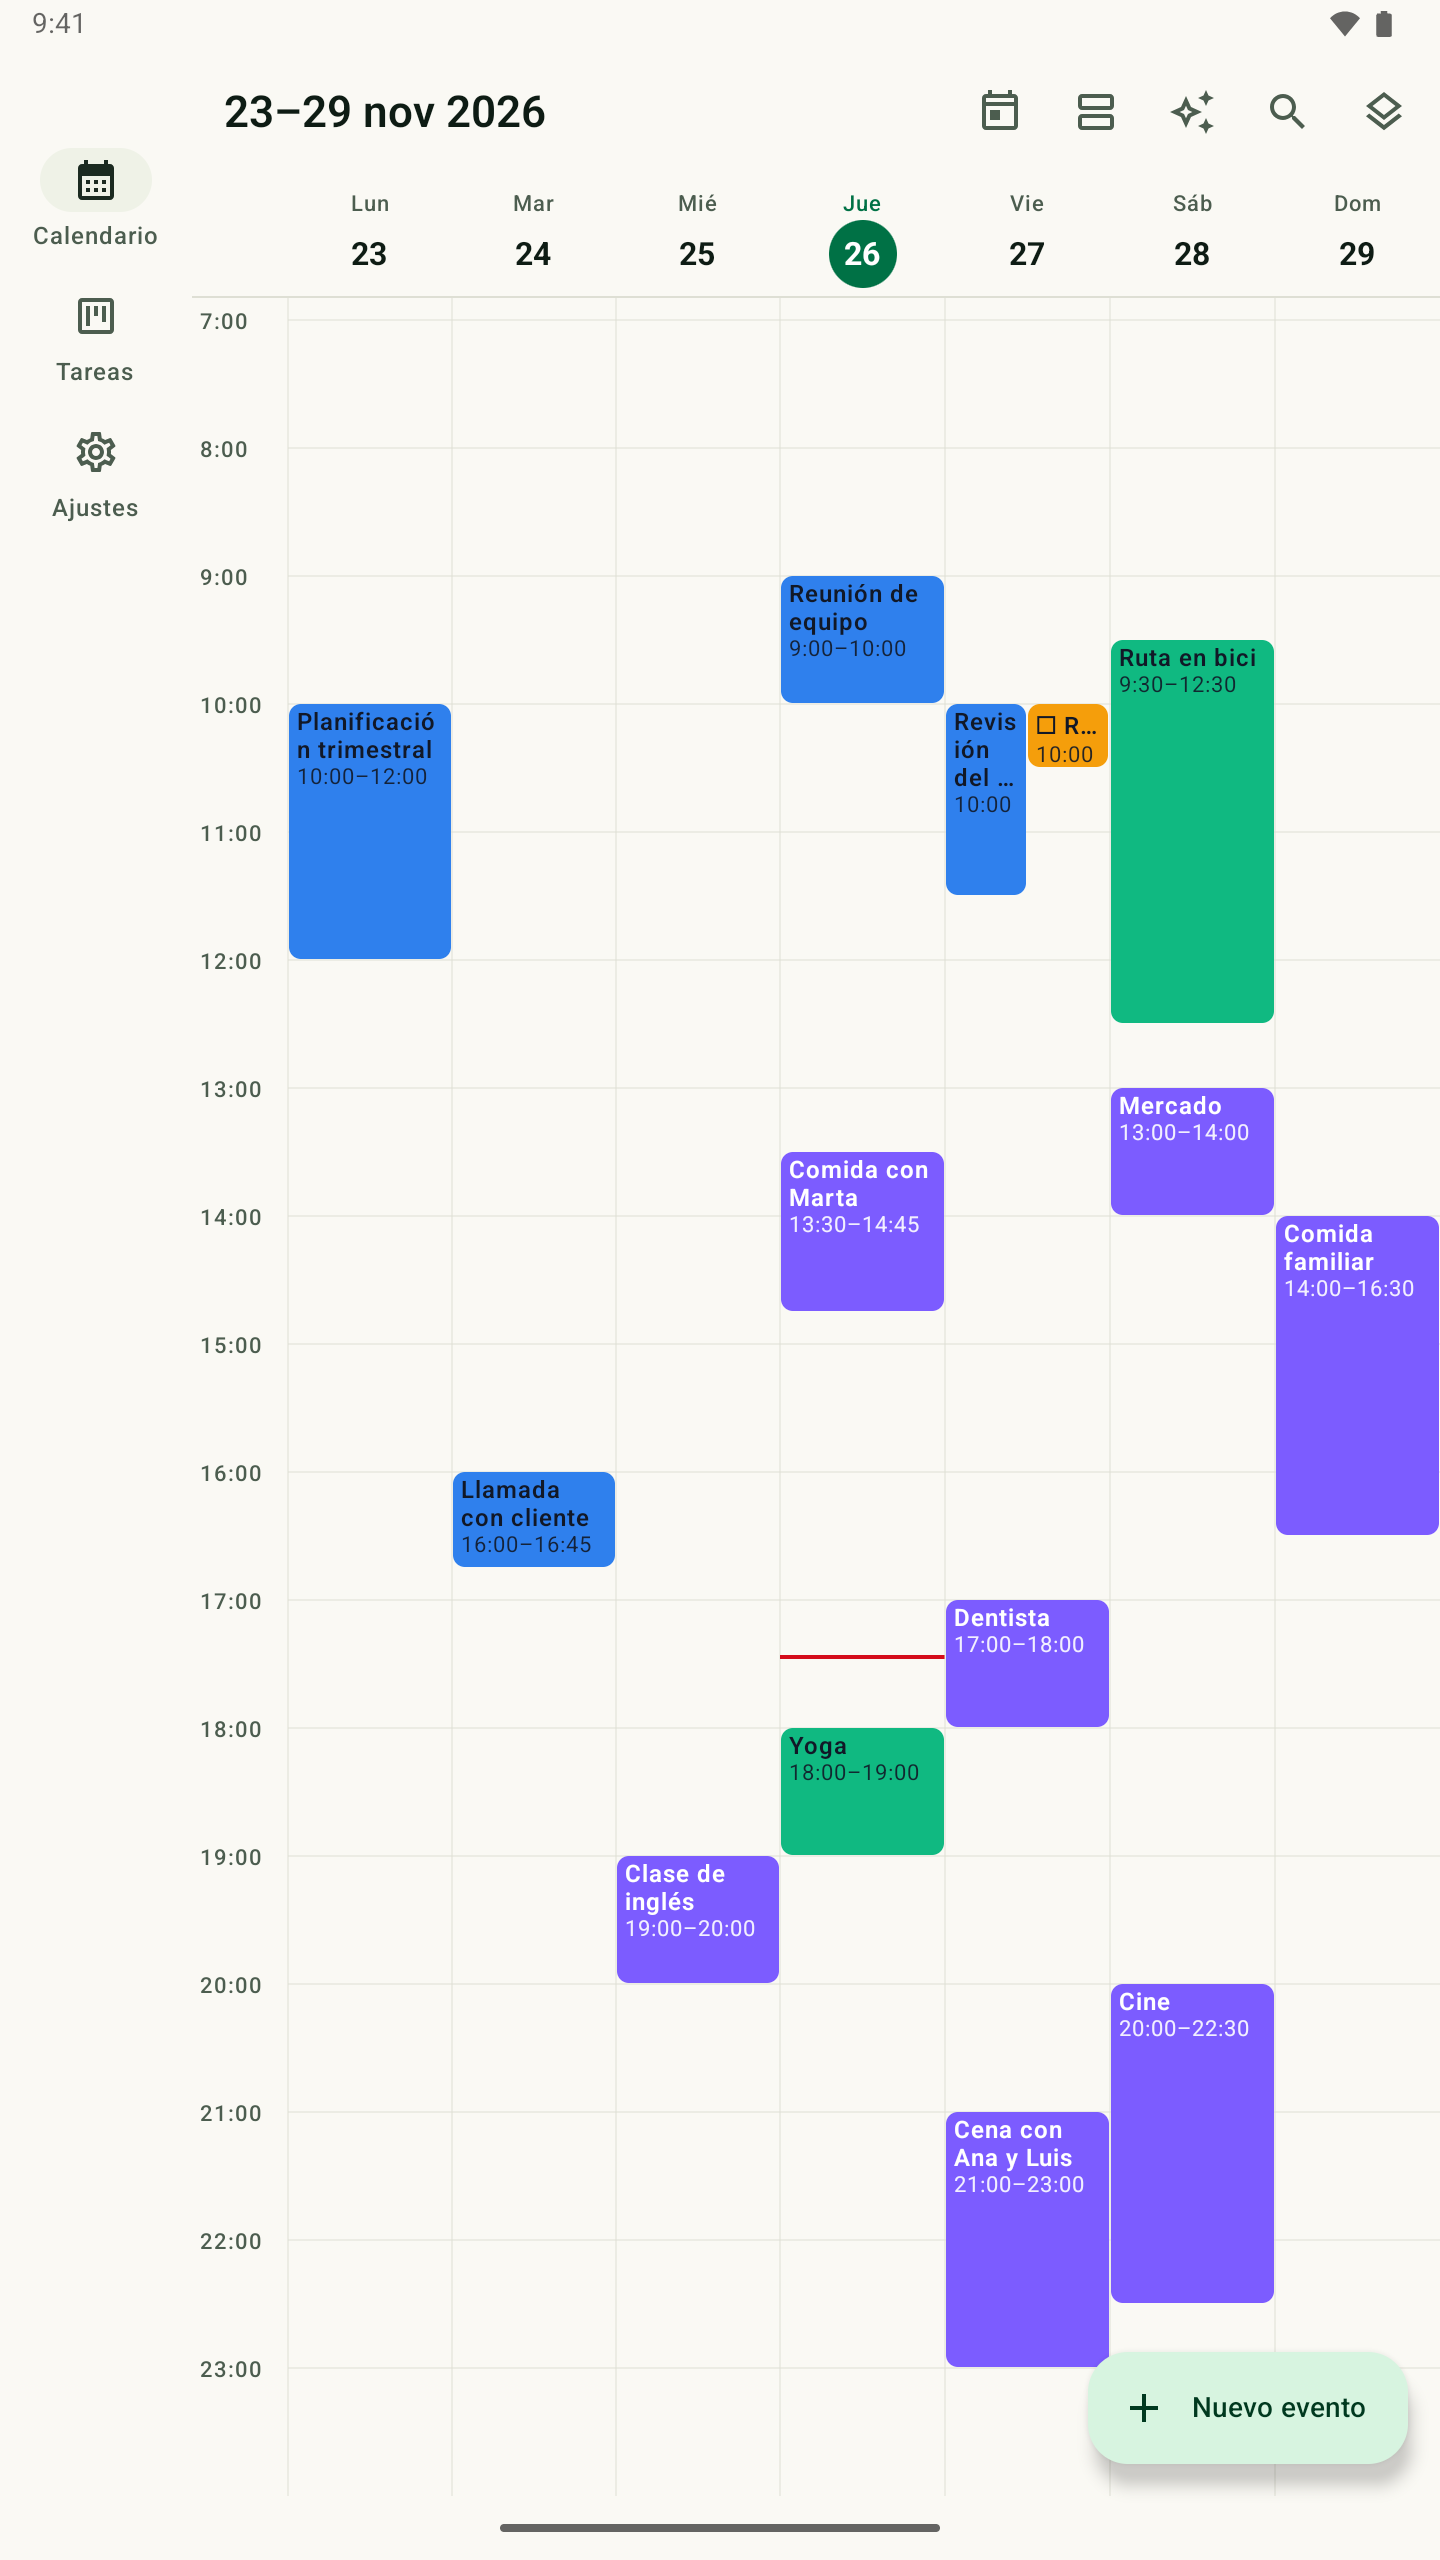 9:41
23–29 nov 2026
Calendario
Tareas
Ajustes
Lun
23
Mar
24
Mié
25
Jue
26
Vie
27
Sáb
28
Dom
29
7:00
8:00
9:00
10:00
11:00
12:00
13:00
14:00
15:00
16:00
17:00
18:00
19:00
20:00
21:00
22:00
23:00
Planificació
n trimestral
10:00–12:00
Llamada
con cliente
16:00–16:45
Clase de
inglés
19:00–20:00
Reunión de
equipo
9:00–10:00
Comida con
Marta
13:30–14:45
Yoga
18:00–19:00
Revis
ión
del ...
10:00
☐ R...
10:00
Dentista
17:00–18:00
Cena con
Ana y Luis
21:00–23:00
Ruta en bici
9:30–12:30
Mercado
13:00–14:00
Cine
20:00–22:30
Comida
familiar
14:00–16:30
Nuevo evento